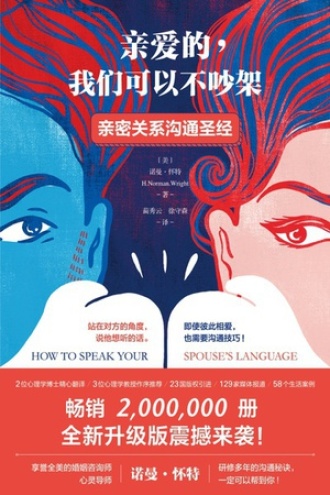 亲爱的，
我们可以不吵架
亲密关系沟通圣经
［美］
诺曼·怀特
H.Norman.Wright
—著—
薛秀云 徐守森
—译—
站在对方的角度，
说他想听的话。
即使彼此相爱，
也需要沟通技巧！
HOW TO SPEAK YOUR SPOUSE'S LANGUAGE
2位心理学博士精心翻译/3位心理学教授作序推荐/23国版权引进/129家媒体报道/58个生活案例
畅销 2,000,000 册
全新升级版震撼来袭！
享誉全美的婚姻咨询师
心灵导师
诺曼·怀特
研修多年的沟通秘诀，
一定可以帮到你！